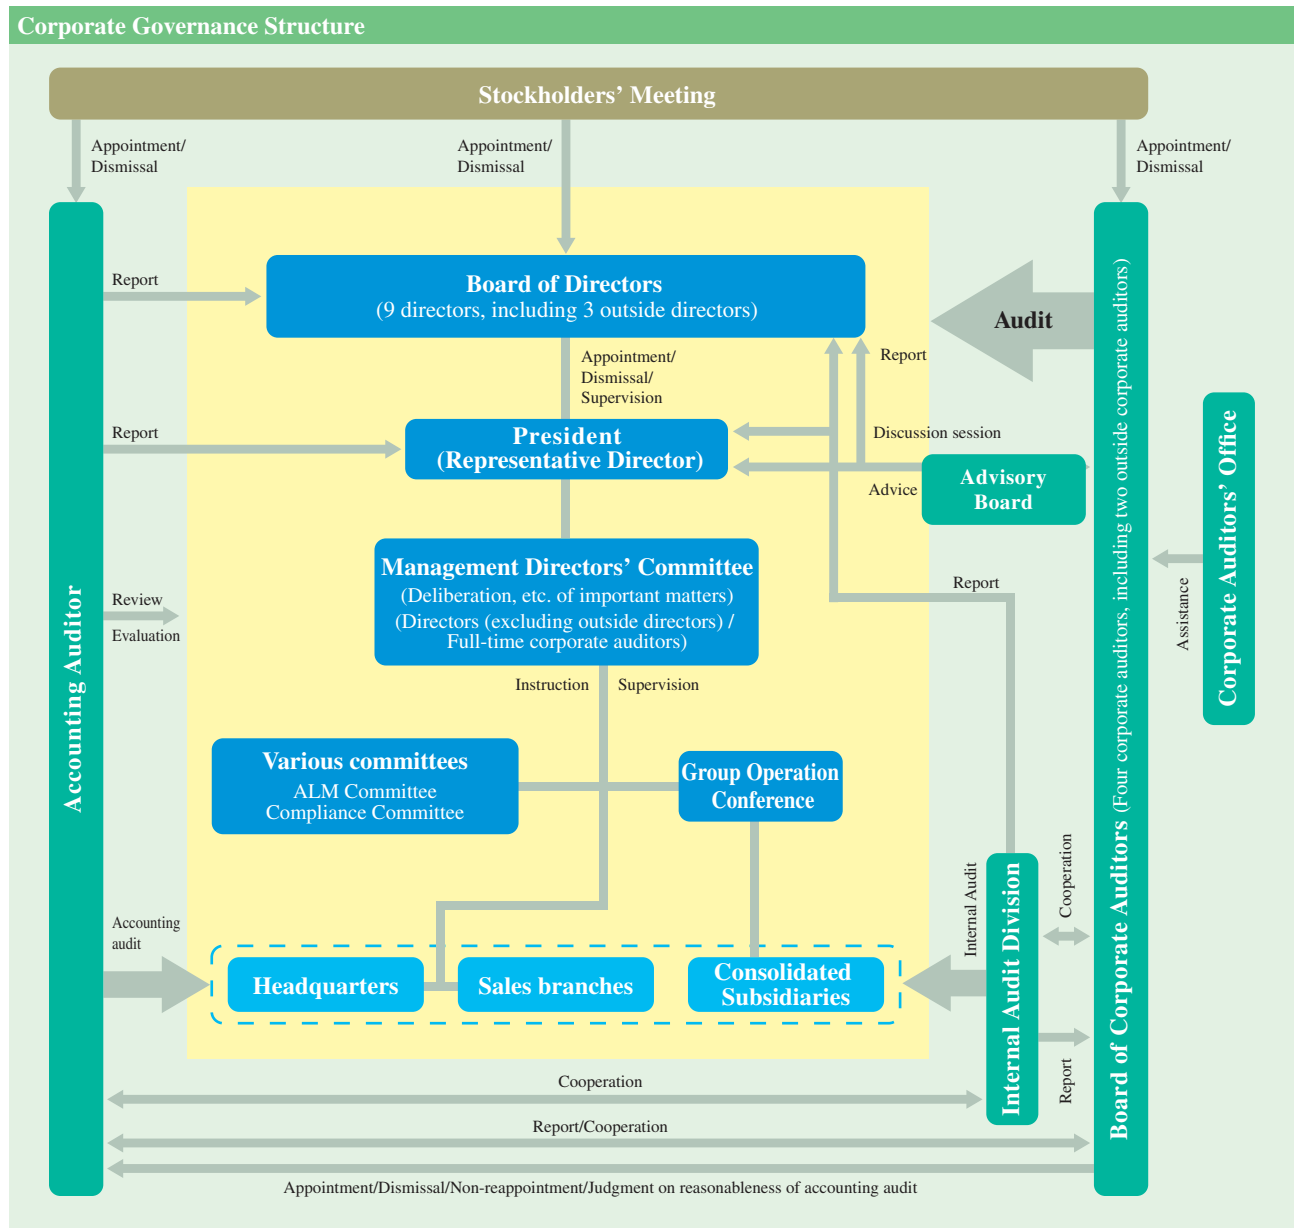 Corporate Governance Structure
Stockholders’ Meeting
Appointment/
Dismissal
Appointment/
Dismissal
Appointment/
Dismissal
Board of Directors
(9 directors, including 3 outside directors)
Report
Audit
Appointment/
Dismissal/
Supervision
Report
Report
President
(Representative Director)
Discussion session
Advice
Advisory
Board
Management Directors’ Committee
(Deliberation, etc. of important matters)
(Directors (excluding outside directors) /
Full-time corporate auditors)
Report
Review
Evaluation
Assistance
Corporate Auditors’ Office
Accounting Auditor
Board of Corporate Auditors (Four corporate auditors, including two outside corporate auditors)
Instruction
Supervision
Various committees
ALM Committee
Compliance Committee
Group Operation
Conference
Accounting
audit
Internal Audit
Internal Audit Division
Cooperation
Headquarters
Sales branches
Consolidated
Subsidiaries
Report
Cooperation
Report/Cooperation
Appointment/Dismissal/Non-reappointment/Judgment on reasonableness of accounting audit